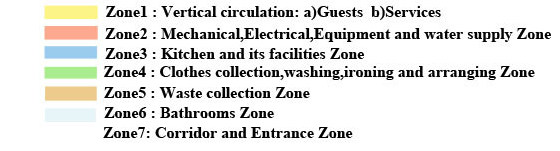 Zone1 : Vertical circulation: a)Guests b)Services
Zone2 : Mechanical,Electrical,Equipment and water supply Zone
Zone3 : Kitchen and its facilities Zone
Zone4 : Clothes collection,washing,ironing and arranging Zone
Zone5 : Waste collection Zone
Zone6 : Bathrooms Zone
Zone7: Corridor and Entrance Zone